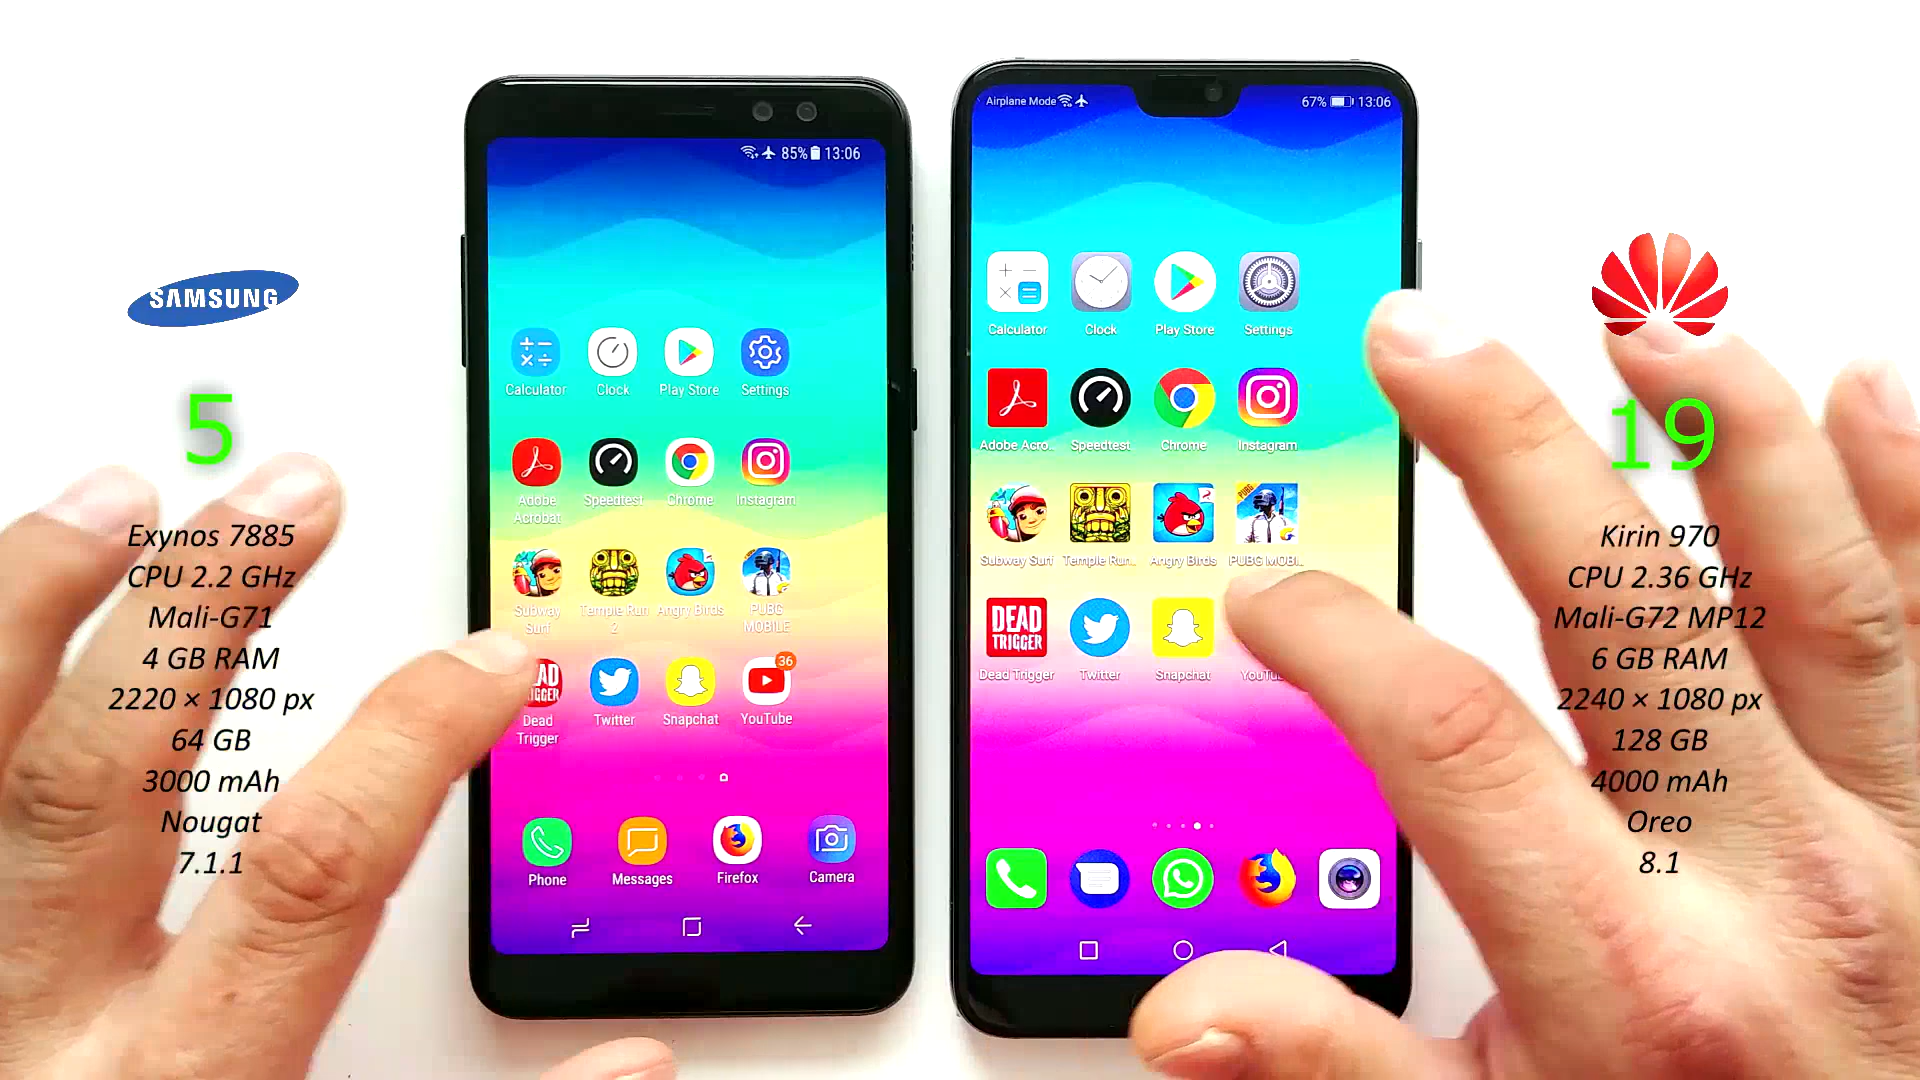 SAMSUNG
5
Exynos 7885
CPU 2.2 GHz
Mali-G71
4 GB RAM
2220 × 1080 px
64 GB
3000 mAh
Nougat
7.1.1
85% 13:06
Calculator Clock Play Store Settings
Adobe Acrobat Speedtest Chrome Instagram
Subway Surf Temple Run 2 Angry Birds PUBG MOBILE
DEAD TRIGGER
36
Dead Trigger Twitter Snapchat YouTube
Phone Messages Firefox Camera
Airplane Mode 67% 13:06
Calculator Clock Play Store Settings
Adobe Acro.. Speedtest Chrome Instagram
PUBG
Subway Surf Temple Run.. Angry Birds PUBG MOBI..
DEAD
TRIGGER
Dead Trigger Twitter Snapchat
19
Kirin 970
CPU 2.36 GHz
Mali-G72 MP12
6 GB RAM
2240 × 1080 px
128 GB
4000 mAh
Oreo
8.1